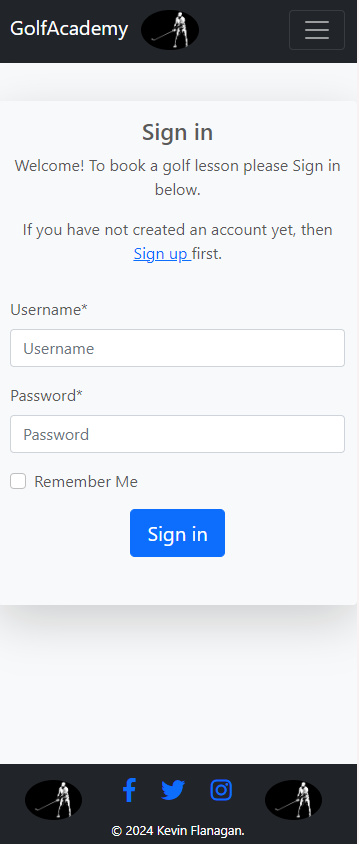 GolfAcademy
Sign in
Welcome! To book a golf lesson please Sign in
below.
If you have not created an account yet, then
Sign up first.
Username*
Username
Password*
Password
Remember Me
Sign in
© 2024 Kevin Flanagan.